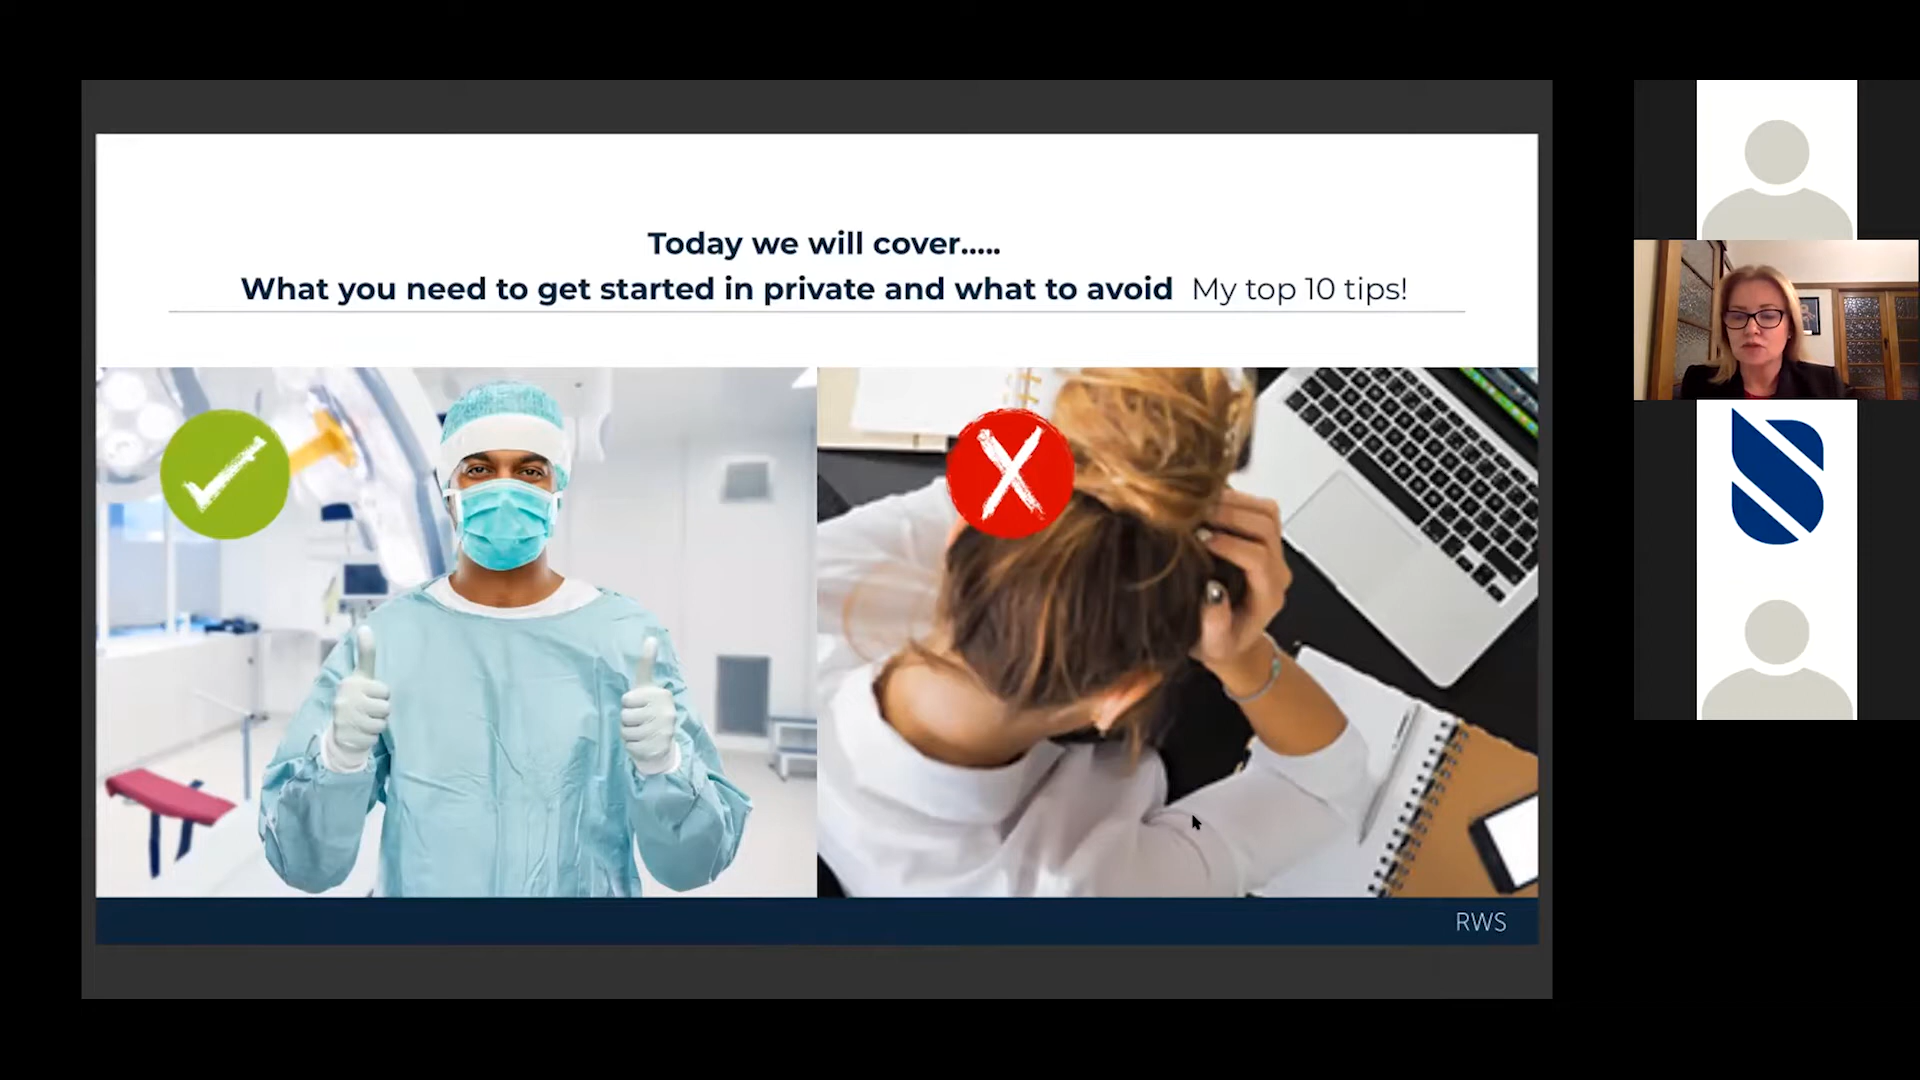 Today we will cover.....
What you need to get started in private and what to avoid My top 10 tips!
RWS